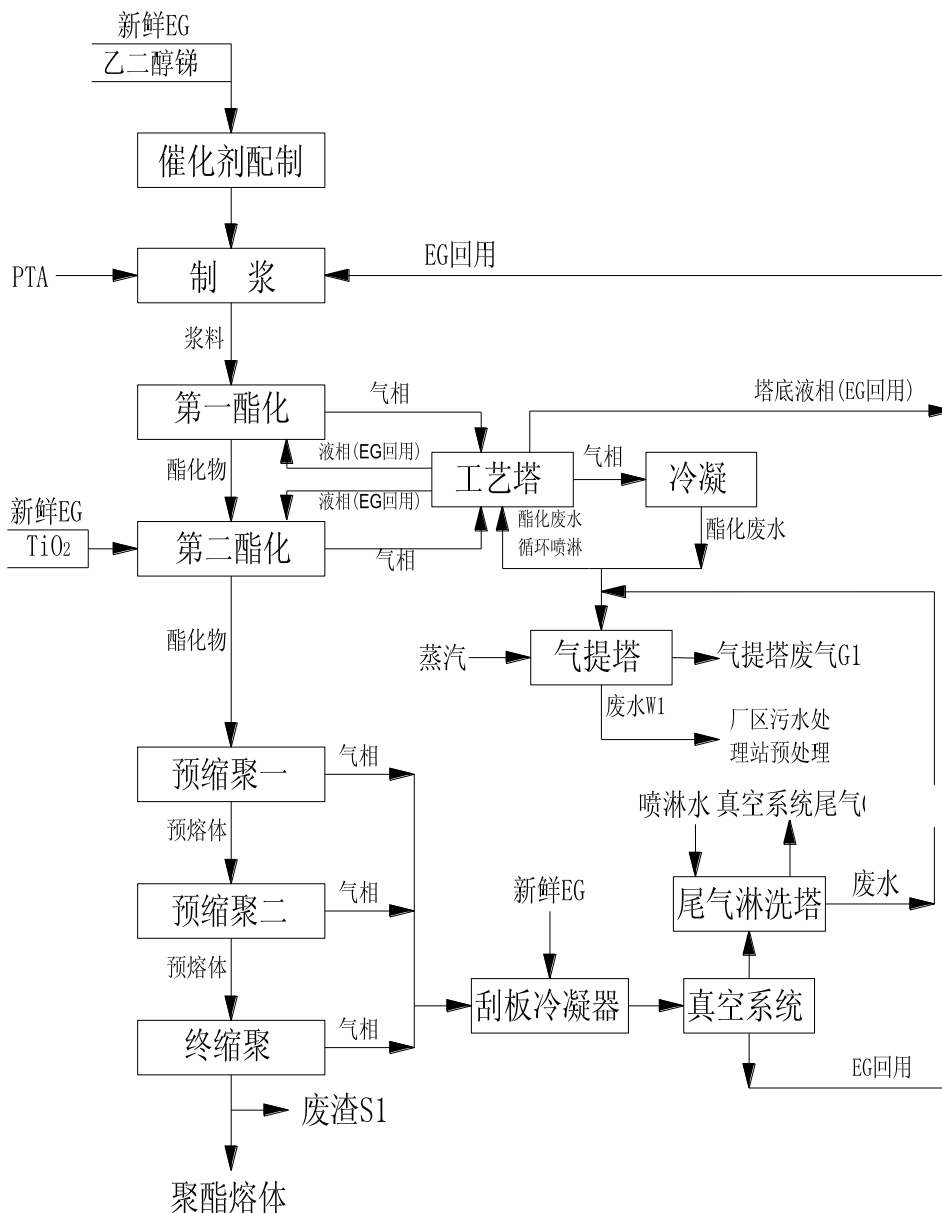 新鲜EG
乙二醇锑
催化剂配制
EG回用
PTA
制 浆
浆料
气相
塔底液相(EG回用)
第一酯化
液相(EG回用)
工艺塔
气相
冷凝
酯化物
液相(EG回用)
新鲜EG
TiO₂
第二酯化
气相
酯化废水
循环喷淋
酯化废水
酯化物
蒸汽
气提塔
气提塔废气G1
废水W1
厂区污水处
理站预处理
预缩聚一
气相
预熔体
喷淋水
真空系统尾气
预缩聚二
气相
新鲜EG
尾气淋洗塔
废水
预熔体
刮板冷凝器
真空系统
终缩聚
气相
EG回用
废渣S1
聚酯熔体